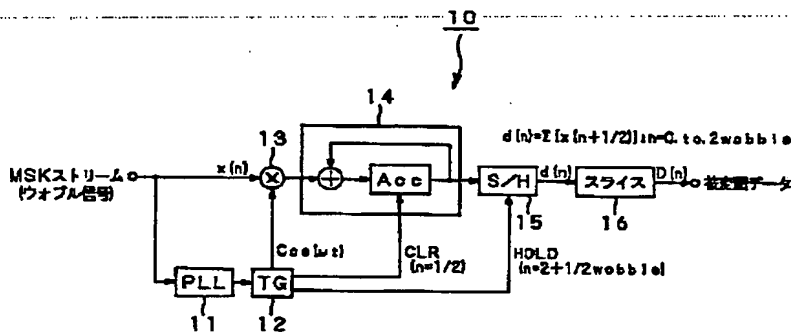 10
14
13
d[n]=Σ[x[n+1/2]]:n=0.to.2wobble
MSKストリーム
(ウォブル信号)
x[n]
Acc
S/H
d[n]
スライス
D[n]
被変調データ
15
16
Cos(ωt)
CLR
(n=1/2)
HOLD
(n=2+1/2wobble)
PLL
TG
11
12